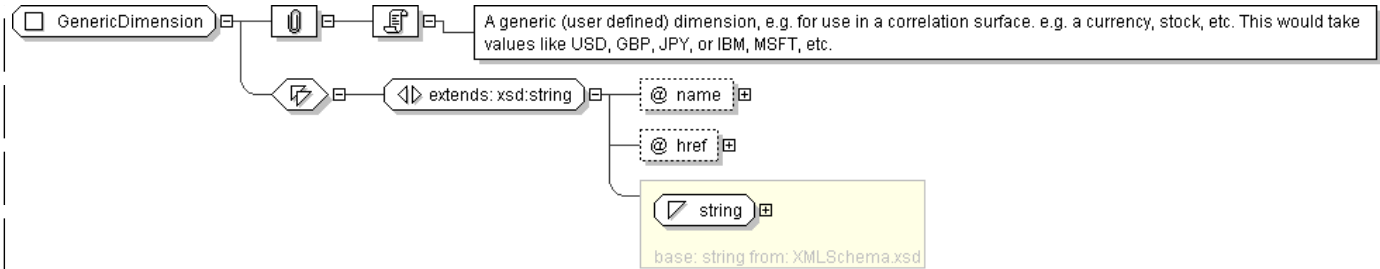 GenericDimension
A generic (user defined) dimension, e.g. for use in a correlation surface. e.g. a currency, stock, etc. This would take
values like USD, GBP, JPY, or IBM, MSFT, etc.
extends: xsd:string
@ name
@ href
string
base: string from: XMLSchema.xsd